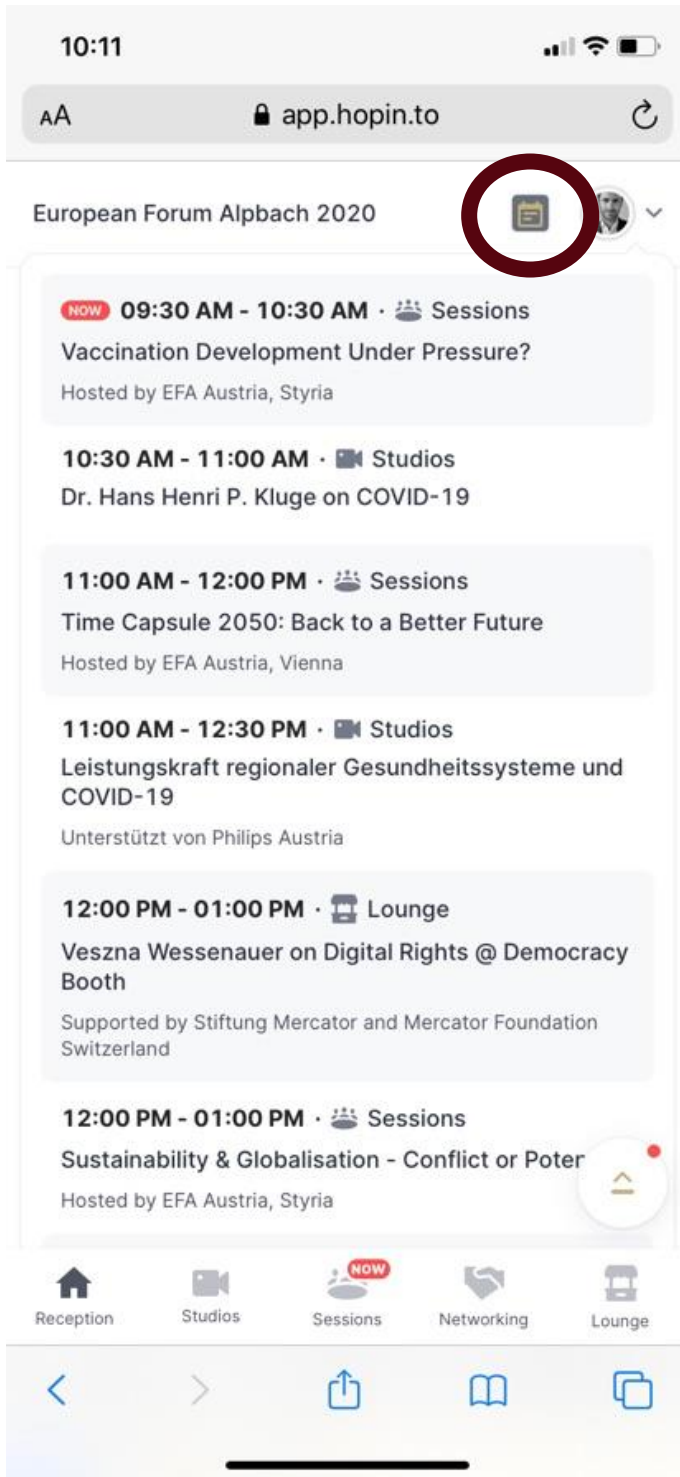 10:11
AA app.hopin.to
European Forum Alpbach 2020
NOW 09:30 AM - 10:30 AM · Sessions
Vaccination Development Under Pressure?
Hosted by EFA Austria, Styria
10:30 AM - 11:00 AM · Studios
Dr. Hans Henri P. Kluge on COVID-19
11:00 AM - 12:00 PM · Sessions
Time Capsule 2050: Back to a Better Future
Hosted by EFA Austria, Vienna
11:00 AM - 12:30 PM · Studios
Leistungskraft regionaler Gesundheitssysteme und
COVID-19
Unterstützt von Philips Austria
12:00 PM - 01:00 PM · Lounge
Veszna Wessenauer on Digital Rights @ Democracy
Booth
Supported by Stiftung Mercator and Mercator Foundation
Switzerland
12:00 PM - 01:00 PM · Sessions
Sustainability & Globalisation - Conflict or
Hosted by EFA Austria, Styria
NOW
Reception Studios Sessions Networking Lounge